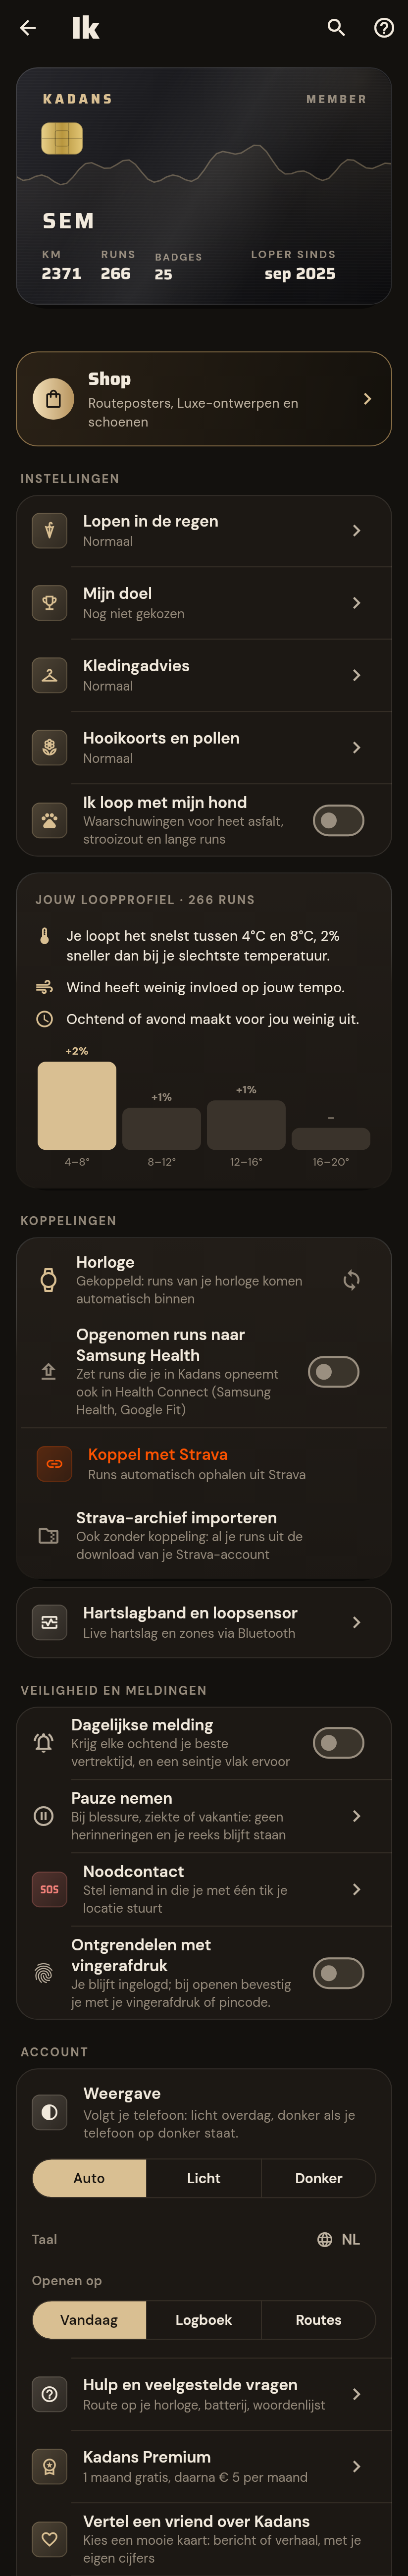 Ik
KADANS
MEMBER
SEM
KM
RUNS
BADGES
LOPER SINDS
2371
266
25
sep 2025
Shop
Routeposters, Luxe-ontwerpen en
schoenen
INSTELLINGEN
Lopen in de regen
Normaal
Mijn doel
Nog niet gekozen
Kledingadvies
Normaal
Hooikoorts en pollen
Normaal
Ik loop met mijn hond
Waarschuwingen voor heet asfalt,
strooizout en lange runs
JOUW LOOPPROFIEL · 266 RUNS
Je loopt het snelst tussen 4°C en 8°C, 2%
sneller dan bij je slechtste temperatuur.
Wind heeft weinig invloed op jouw tempo.
Ochtend of avond maakt voor jou weinig uit.
+2%
+1%
+1%
–
4–8°
8–12°
12–16°
16–20°
KOPPELINGEN
Horloge
Gekoppeld: runs van je horloge komen
automatisch binnen
Opgenomen runs naar
Samsung Health
Zet runs die je in Kadans opneemt
ook in Health Connect (Samsung
Health, Google Fit)
Koppel met Strava
Runs automatisch ophalen uit Strava
Strava-archief importeren
Ook zonder koppeling: al je runs uit de
download van je Strava-account
Hartslagband en loopsensor
Live hartslag en zones via Bluetooth
VEILIGHEID EN MELDINGEN
Dagelijkse melding
Krijg elke ochtend je beste
vertrektijd, en een seintje vlak ervoor
Pauze nemen
Bij blessure, ziekte of vakantie: geen
herinneringen en je reeks blijft staan
SOS
Noodcontact
Stel iemand in die je met één tik je
locatie stuurt
Ontgrendelen met
vingerafdruk
Je blijft ingelogd; bij openen bevestig
je met je vingerafdruk of pincode.
ACCOUNT
Weergave
Volgt je telefoon: licht overdag, donker als je
telefoon op donker staat.
Auto
Licht
Donker
Taal
NL
Openen op
Vandaag
Logboek
Routes
Hulp en veelgestelde vragen
Route op je horloge, batterij, woordenlijst
Kadans Premium
1 maand gratis, daarna € 5 per maand
Vertel een vriend over Kadans
Kies een mooie kaart: bericht of verhaal, met je
eigen cijfers